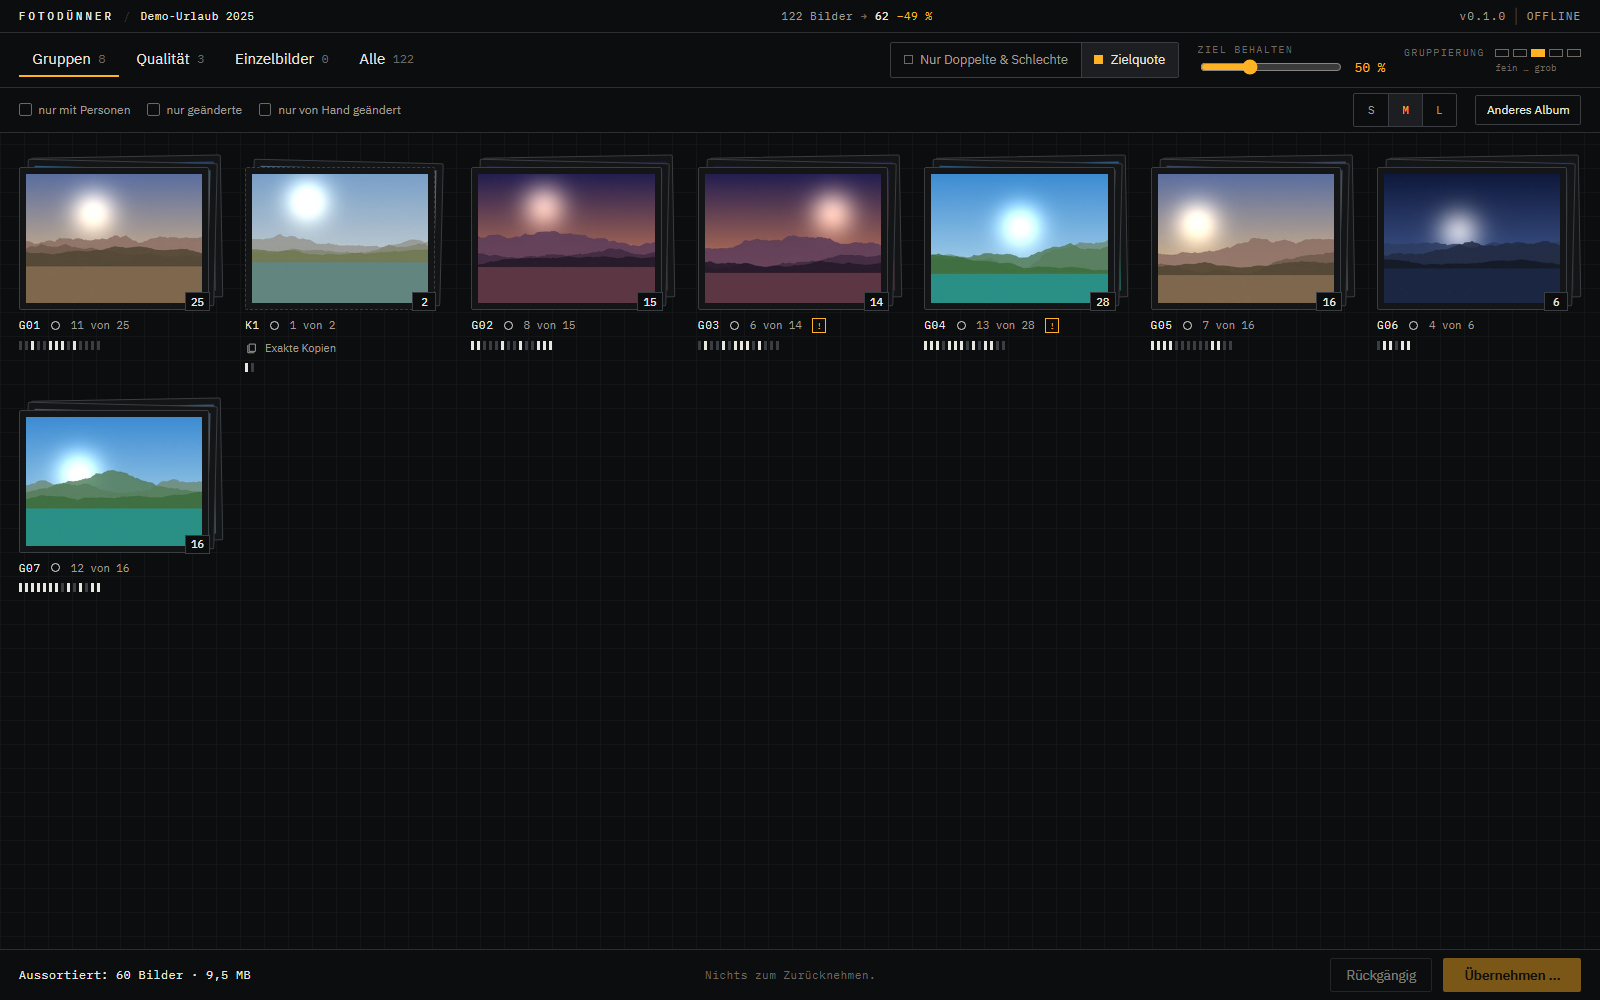 FOTODÜNNER / Demo-Urlaub 2025
122 Bilder → 62 −49 %
v0.1.0 OFFLINE
Gruppen 8 Qualität 3 Einzelbilder 0 Alle 122
Nur Doppelte & Schlechte Zielquote
ZIEL BEHALTEN
50 %
GRUPPIERUNG
fein … grob
nur mit Personen nur geänderte nur von Hand geändert
S M L
Anderes Album
25
2
15
14
28
16
6
G01 11 von 25
K1 1 von 2
G02 8 von 15
G03 6 von 14 !
G04 13 von 28 !
G05 7 von 16
G06 4 von 6
Exakte Kopien
16
G07 12 von 16
Aussortiert: 60 Bilder · 9,5 MB
Nichts zum Zurücknehmen.
Rückgängig
Übernehmen …